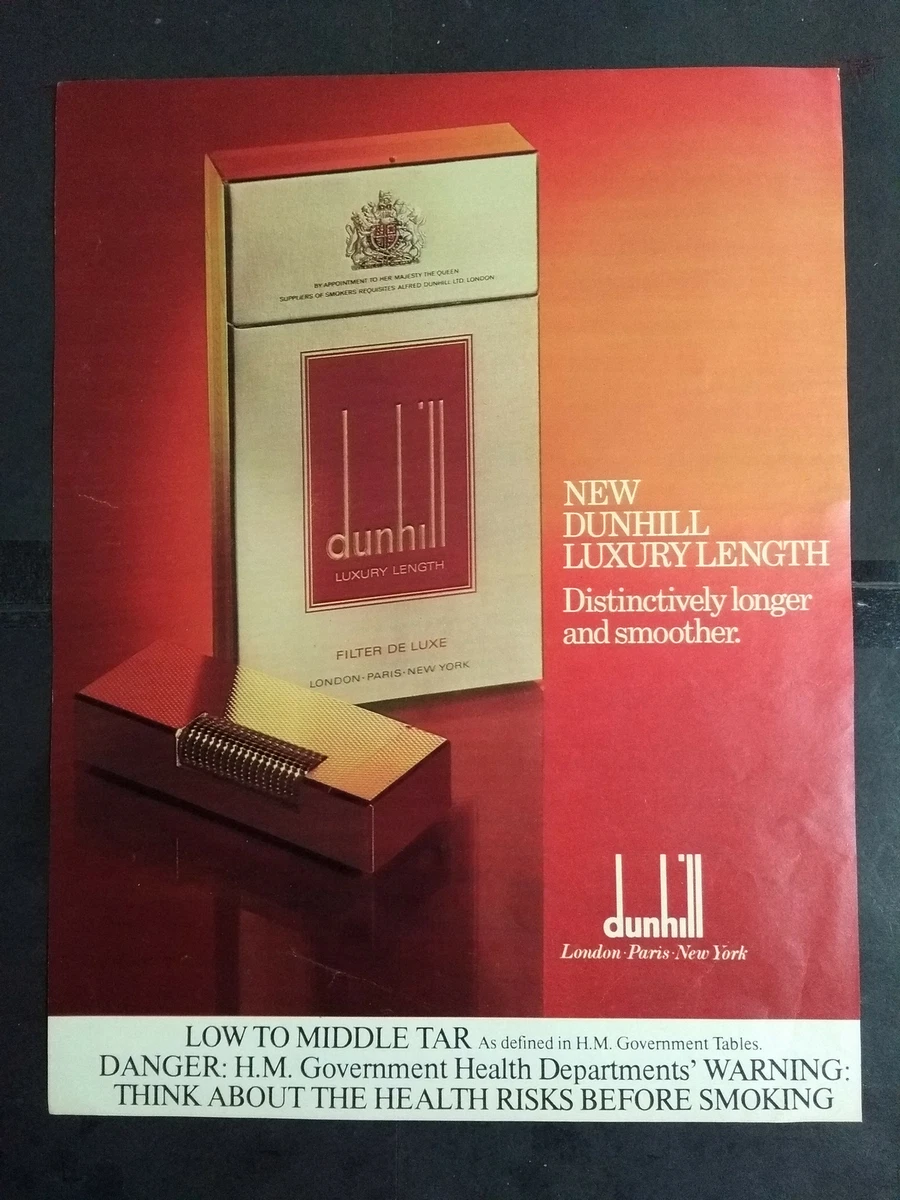 BY APPOINTMENT TO HER MAJESTY THE QUEEN
SUPPLIERS OF SMOKERS' REQUISITES ALFRED DUNHILL LTD. LONDON
dunhill
LUXURY LENGTH
FILTER DE LUXE
LONDON-PARIS-NEW YORK
NEW
DUNHILL
LUXURY LENGTH
Distinctively longer
and smoother.
dunhill
London·Paris·New York
LOW TO MIDDLE TAR As defined in H.M. Government Tables.
DANGER: H.M. Government Health Departments' WARNING:
THINK ABOUT THE HEALTH RISKS BEFORE SMOKING